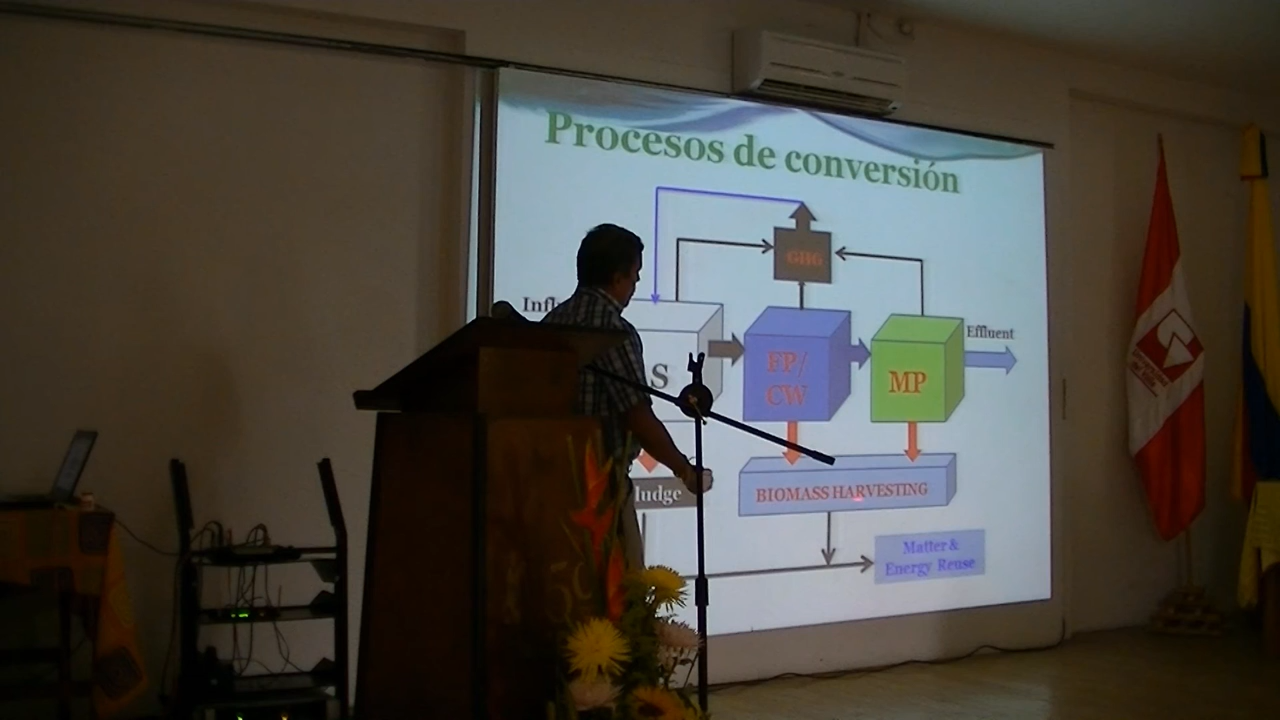 Procesos de conversión
GHG
Effluent
FP/
CW
MP
BIOMASS HARVESTING
Matter &
Energy Reuse